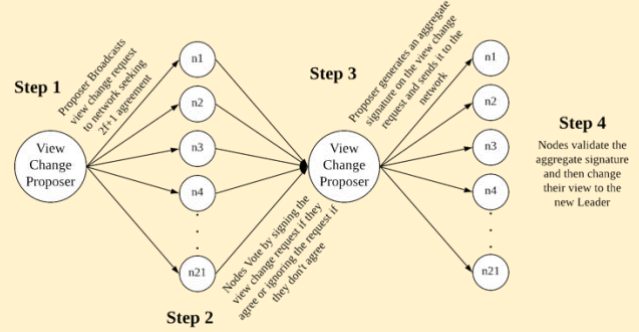 Step 1
Proposer Broadcasts
view change request
to network seeking
2f+1 agreement
View
Change
Proposer
n1
n2
n3
n4
.
.
.
n21
Step 2
Nodes Vote by signing the
view change request if they
agree or ignoring the request if
they don't agree
Step 3
Proposer generates an aggregate
signature on the view change
request and sends it to the
network
View
Change
Proposer
n1
n2
n3
n4
.
.
.
n21
Step 4
Nodes validate the
aggregate signature
and then change
their view to the
new Leader